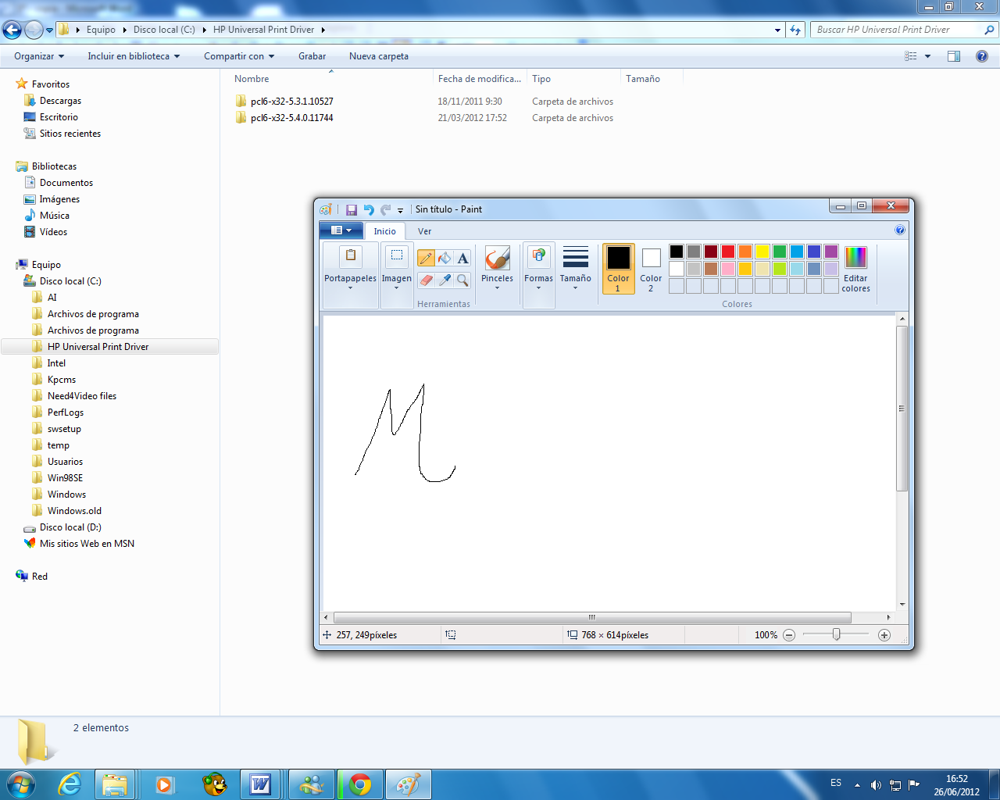 Equipo Disco local (C:) HP Universal Print Driver
Buscar HP Universal Print Driver
Organizar Incluir en biblioteca Compartir con Grabar Nueva carpeta
Nombre Fecha de modifica... Tipo Tamaño
pcl6-x32-5.3.1.10527 18/11/2011 9:30 Carpeta de archivos
pcl6-x32-5.4.0.11744 21/03/2012 17:52 Carpeta de archivos
Favoritos
Descargas
Escritorio
Sitios recientes
Bibliotecas
Documentos
Imágenes
Música
Vídeos
Equipo
Disco local (C:)
AI
Archivos de programa
Archivos de programa
HP Universal Print Driver
Intel
Kpcms
Need4Video files
PerfLogs
swsetup
temp
Usuarios
Win98SE
Windows
Windows.old
Disco local (D:)
Mis sitios Web en MSN
Red
Sin título - Paint
Inicio Ver
Portapapeles Imagen
Herramientas
Pinceles Formas Tamaño
Color 1
Color 2
Editar colores
Colores
M
257, 249píxeles
768 × 614píxeles
100%
2 elementos
ES
16:52
26/06/2012